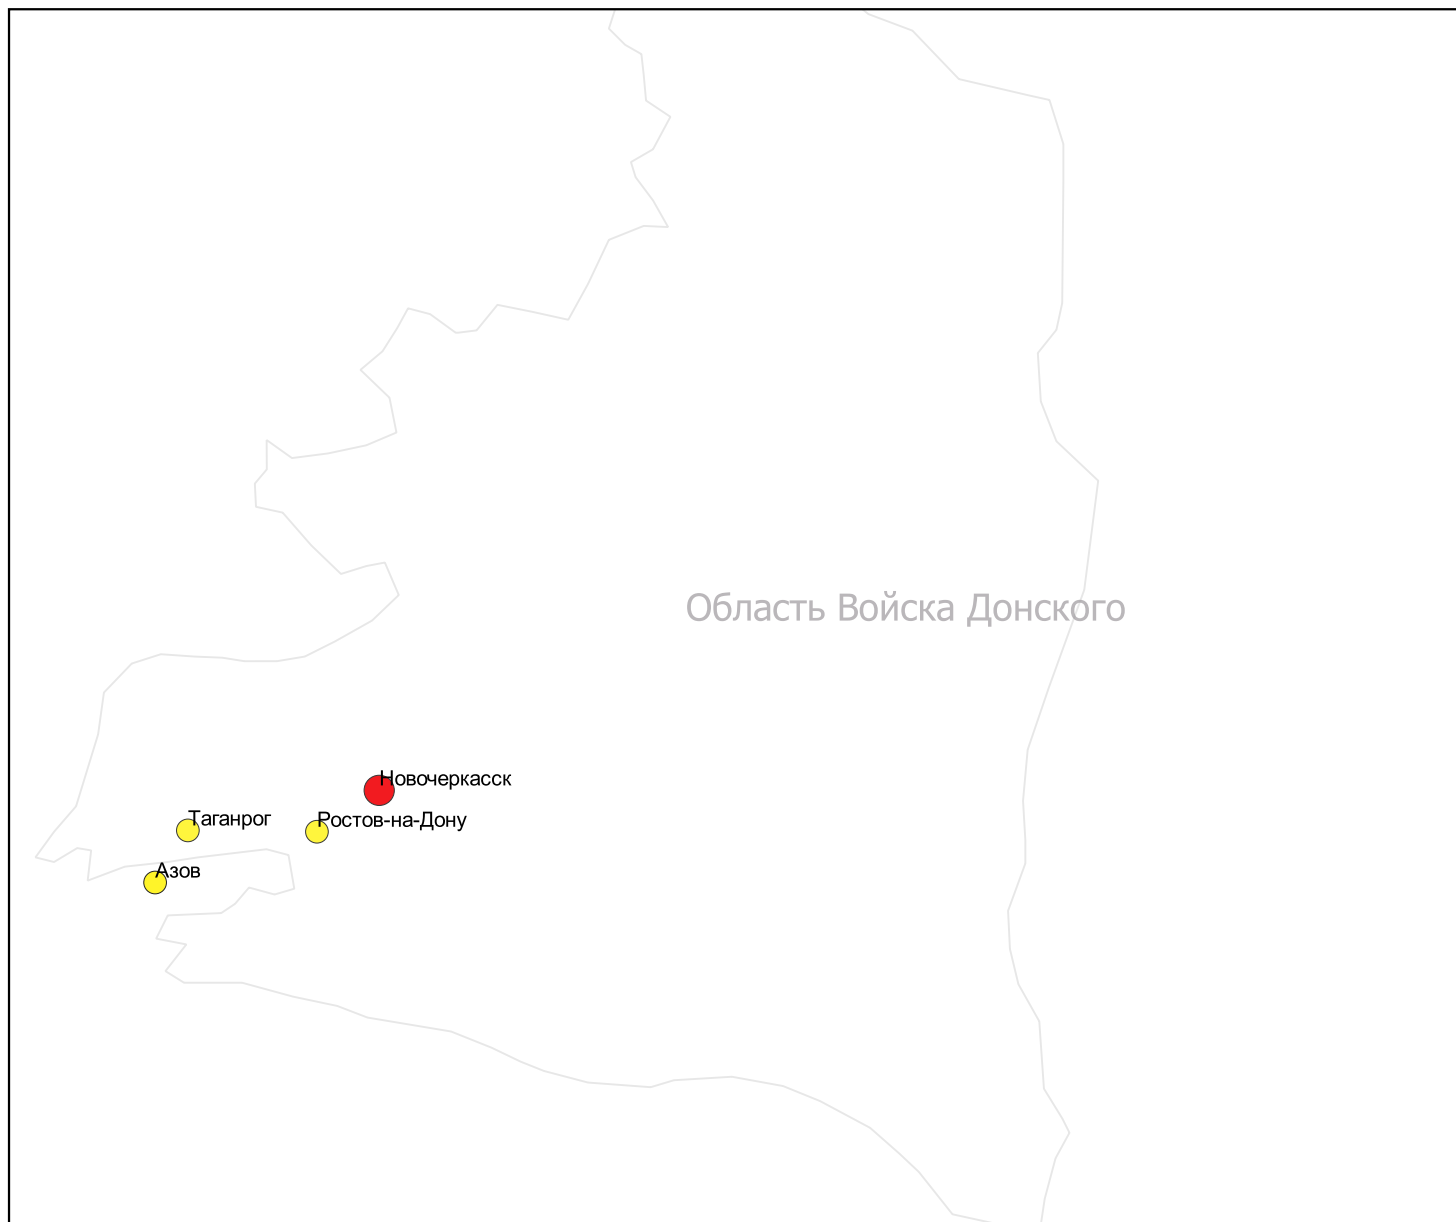 Область Войска Донского
Новочеркасск
Таганрог
Ростов-на-Дону
Азов